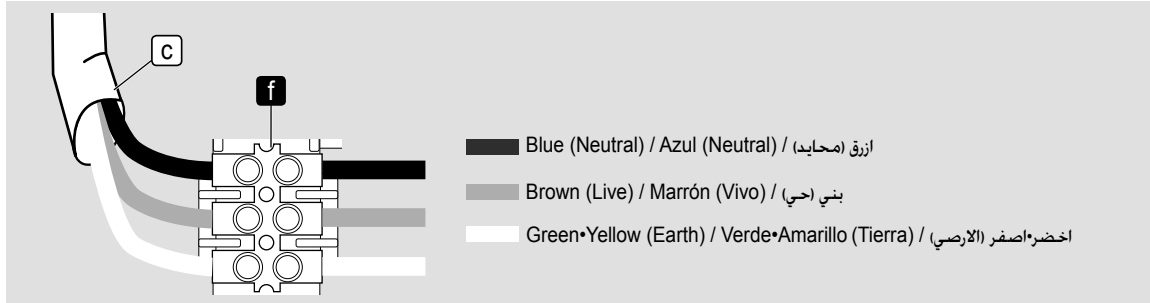 c
f
Blue (Neutral) / Azul (Neutral) / ازرق (محايد)
Brown (Live) / Marrón (Vivo) / بني (حي)
Green•Yellow (Earth) / Verde•Amarillo (Tierra) / اخضر•اصفر (الارصي)